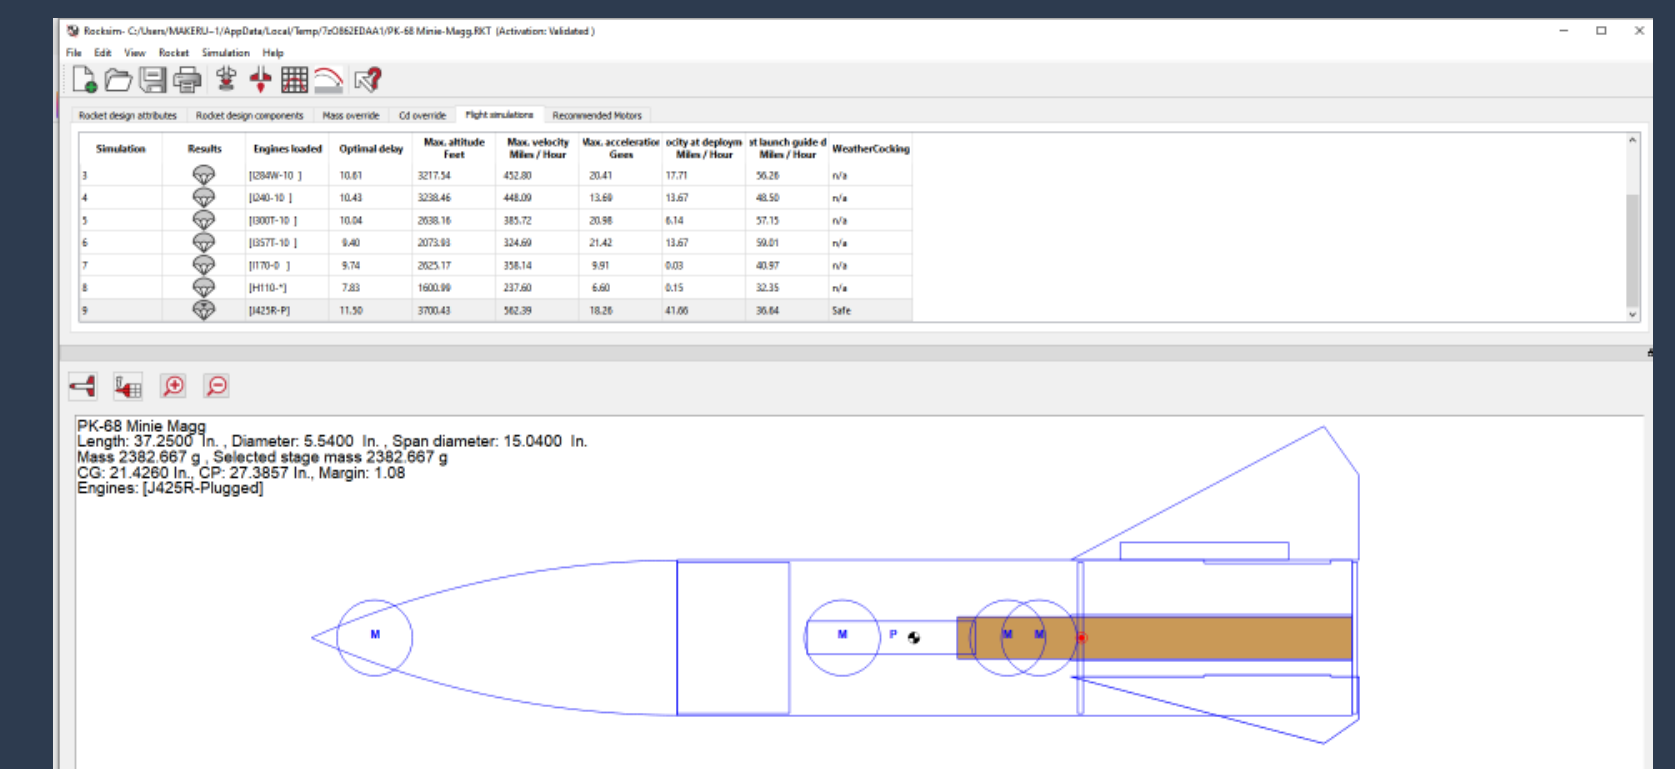 Rocksim- C:/Users/MAKERU~1/AppData/Local/Temp/7zO862EDAA1/PK-68 Minie-Magg.RKT (Activation: Validated )
File Edit View Rocket Simulation Help
Rocket design attributes Rocket design components Mass override Cd override Flight simulations Recommended Motors
Simulation Results Engines loaded Optimal delay Max. altitude Feet Max. velocity Miles / Hour Max. acceleration Gees ocity at deploym Miles / Hour st launch guide d Miles / Hour WeatherCocking
3 [I284W-10 ] 10.61 3217.54 452.80 20.41 17.71 56.26 n/a
4 [I240-10 ] 10.43 3238.46 448.09 13.69 13.67 48.50 n/a
5 [I300T-10 ] 10.04 2638.16 385.72 20.98 6.14 57.15 n/a
6 [I357T-10 ] 9.40 2073.93 324.69 21.42 13.67 59.01 n/a
7 [I170-0 ] 9.74 2625.17 358.14 9.91 0.03 40.97 n/a
8 [H110-*] 7.83 1600.99 237.60 6.60 0.15 32.35 n/a
9 [J425R-P] 11.50 3700.43 562.39 18.26 41.66 36.64 Safe
PK-68 Minie Magg
Length: 37.2500 In. , Diameter: 5.5400 In. , Span diameter: 15.0400 In.
Mass 2382.667 g , Selected stage mass 2382.667 g
CG: 21.4260 In., CP: 27.3857 In., Margin: 1.08
Engines: [J425R-Plugged]
M M P M M